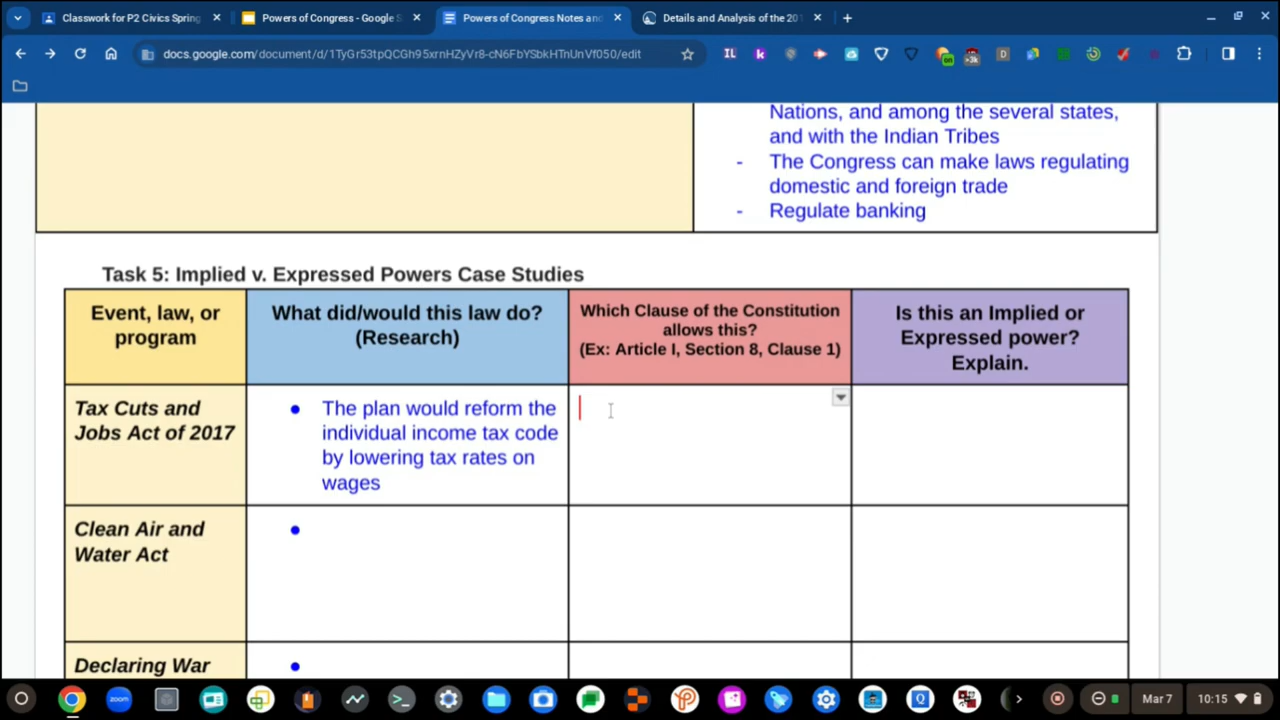 Classwork for P2 Civics Spring
Powers of Congress - Google S
Powers of Congress Notes and
Details and Analysis of the 201
docs.google.com/document/d/1TyGr53tpQCGh95xrnHZyVr8-cN6FbYSbkHTnUnVf050/edit
Nations, and among the several states,
and with the Indian Tribes
- The Congress can make laws regulating
domestic and foreign trade
- Regulate banking
Task 5: Implied v. Expressed Powers Case Studies
Event, law, or
program
What did/would this law do?
(Research)
Which Clause of the Constitution
allows this?
(Ex: Article I, Section 8, Clause 1)
Is this an Implied or
Expressed power?
Explain.
Tax Cuts and
Jobs Act of 2017
● The plan would reform the
individual income tax code
by lowering tax rates on
wages
Clean Air and
Water Act
●
Declaring War
●
zoom
Mar 7
10:15